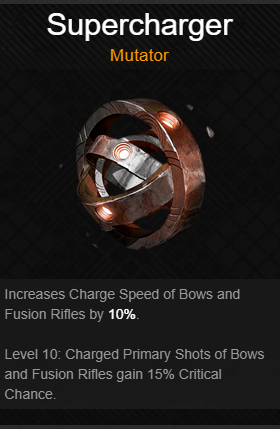 Supercharger
Mutator
Increases Charge Speed of Bows and
Fusion Rifles by 10%.
Level 10: Charged Primary Shots of Bows
and Fusion Rifles gain 15% Critical
Chance.